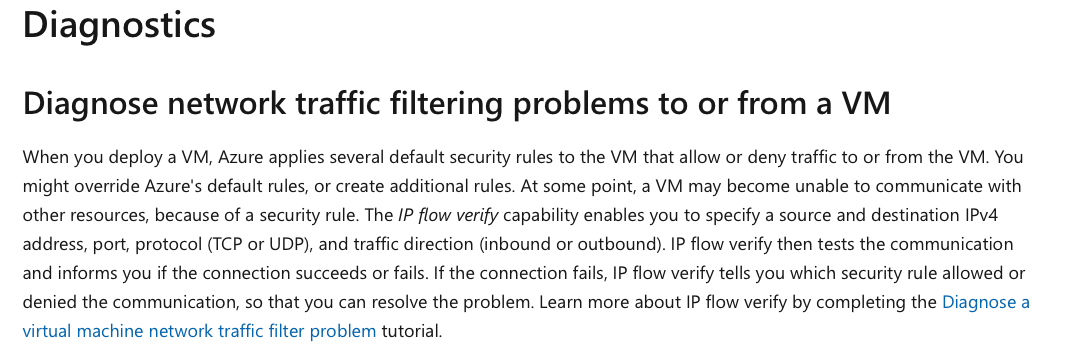 Diagnostics
Diagnose network traffic filtering problems to or from a VM
When you deploy a VM, Azure applies several default security rules to the VM that allow or deny traffic to or from the VM. You
might override Azure's default rules, or create additional rules. At some point, a VM may become unable to communicate with
other resources, because of a security rule. The IP flow verify capability enables you to specify a source and destination IPv4
address, port, protocol (TCP or UDP), and traffic direction (inbound or outbound). IP flow verify then tests the communication
and informs you if the connection succeeds or fails. If the connection fails, IP flow verify tells you which security rule allowed or
denied the communication, so that you can resolve the problem. Learn more about IP flow verify by completing the Diagnose a
virtual machine network traffic filter problem tutorial.